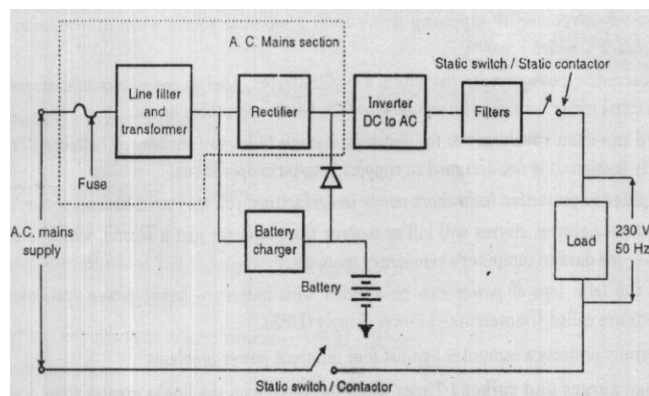 A. C. Mains section
Static switch / Static contactor
Line filter
and
transformer
Rectifier
Inverter
DC to AC
Filters
Fuse
A.C. mains
supply
Battery
charger
Battery
Load
230 V
50 Hz
Static switch / Contactor